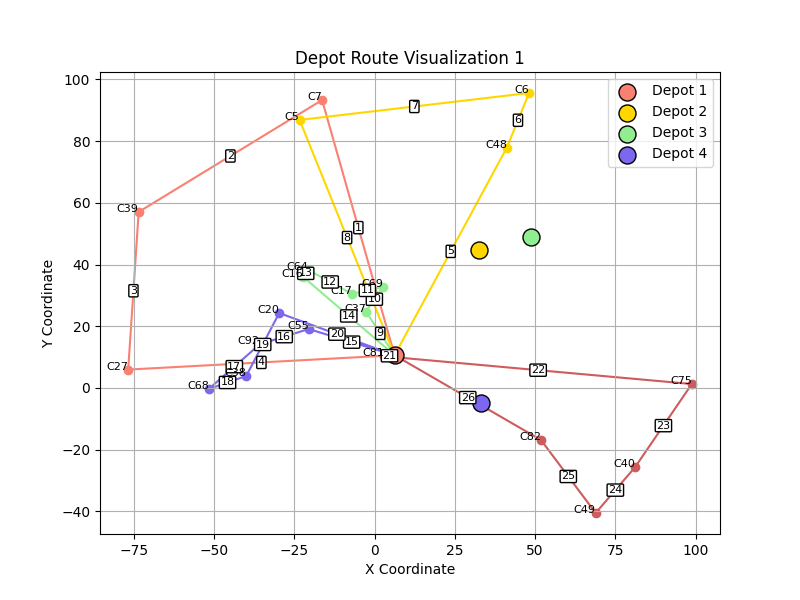 Depot Route Visualization 1
Depot 1
Depot 2
Depot 3
Depot 4
Y Coordinate
X Coordinate
100
80
60
40
20
0
−20
−40
−75
−50
−25
0
25
50
75
100
C7
C6
C5
C48
C39
C64
C17
C69
C37
C20
C55
C27
C68
C75
C82
C40
C49
1
2
3
4
5
6
7
8
9
10
11
12
13
14
15
16
17
18
19
20
21
22
23
24
25
26